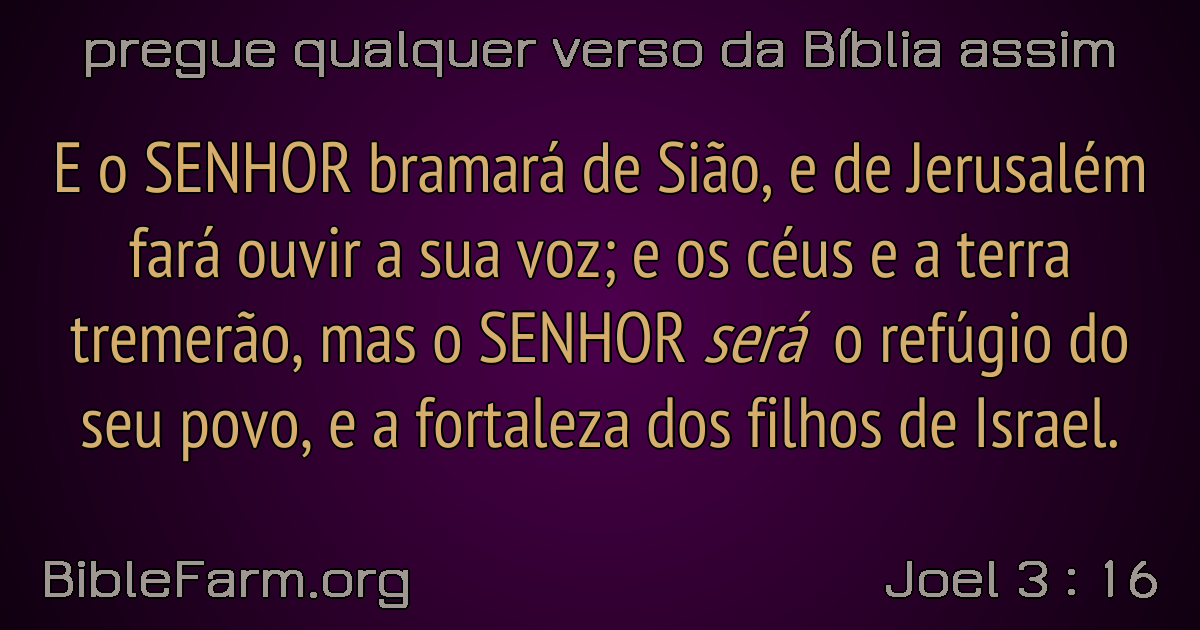 pregue qualquer verso da Bíblia assim
E o SENHOR bramará de Sião, e de Jerusalém
fará ouvir a sua voz; e os céus e a terra
tremerão, mas o SENHOR será o refúgio do
seu povo, e a fortaleza dos filhos de Israel.
BibleFarm.org
Joel 3 : 16